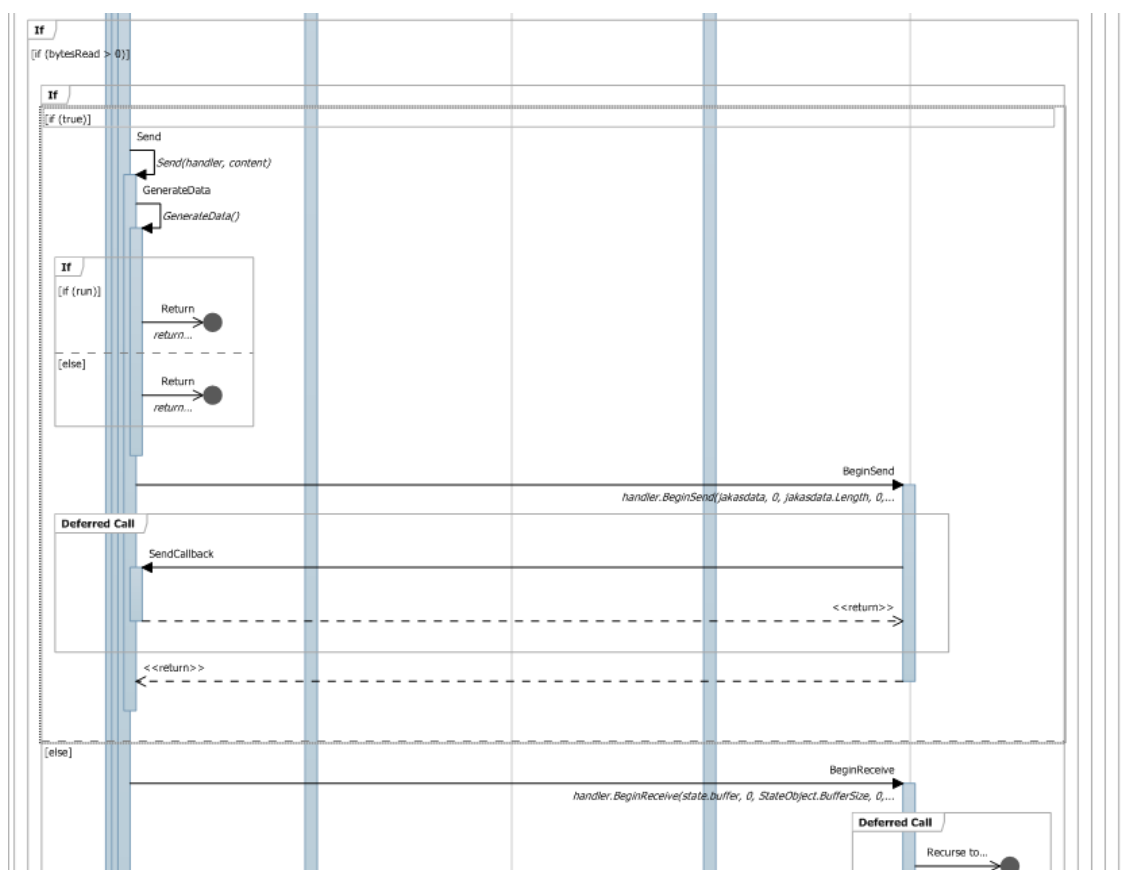 If
[if (bytesRead > 0)]
If
[if (true)]
Send
Send(handler, content)
GenerateData
GenerateData()
If
[if (run)]
Return
return...
[else]
Return
return...
BeginSend
handler.BeginSend(jakasdata, 0, jakasdata.Length, 0,...
Deferred Call
SendCallback
<<return>>
<<return>>
[else]
BeginReceive
handler.BeginReceive(state.buffer, 0, StateObject.BufferSize, 0,...
Deferred Call
Recurse to...